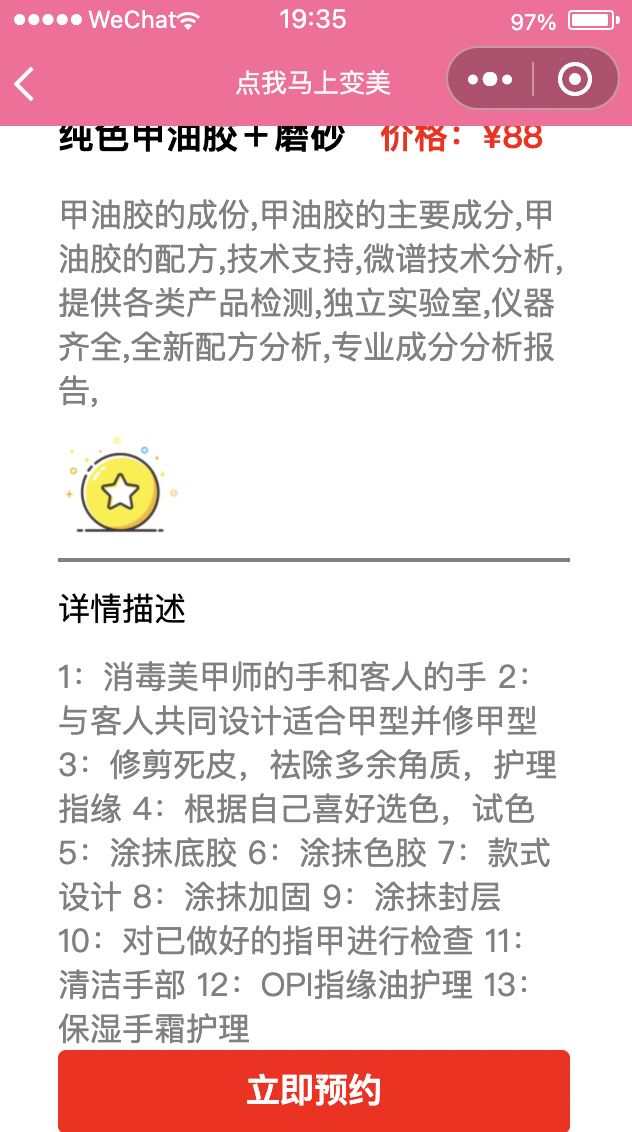 WeChat 19:35 97%
点我马上变美
纯色甲油胶＋磨砂 价格：¥88
甲油胶的成份,甲油胶的主要成分,甲
油胶的配方,技术支持,微谱技术分析,
提供各类产品检测,独立实验室,仪器
齐全,全新配方分析,专业成分分析报
告,
详情描述
1：消毒美甲师的手和客人的手 2：
与客人共同设计适合甲型并修甲型
3：修剪死皮，祛除多余角质，护理
指缘 4：根据自己喜好选色，试色
5：涂抹底胶 6：涂抹色胶 7：款式
设计 8：涂抹加固 9：涂抹封层
10：对已做好的指甲进行检查 11：
清洁手部 12：OPI指缘油护理 13：
保湿手霜护理
立即预约